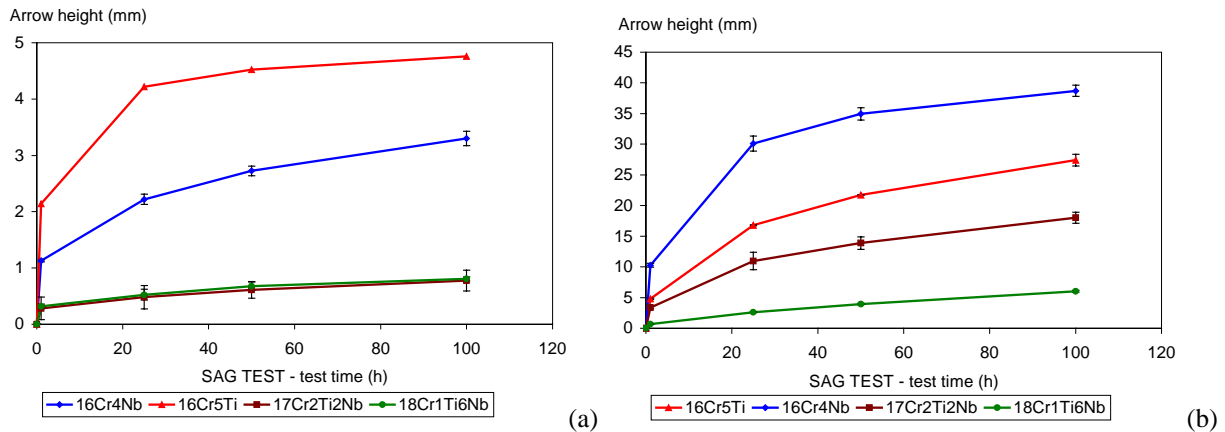 Arrow height (mm)
5
4
3
2
1
0
0 20 40 60 80 100 120
SAG TEST - test time (h)
16Cr4Nb 16Cr5Ti 17Cr2Ti2Nb 18Cr1Ti6Nb
(a)
Arrow height (mm)
45
40
35
30
25
20
15
10
5
0
0 20 40 60 80 100 120
SAG TEST - test time (h)
16Cr5Ti 16Cr4Nb 17Cr2Ti2Nb 18Cr1Ti6Nb
(b)